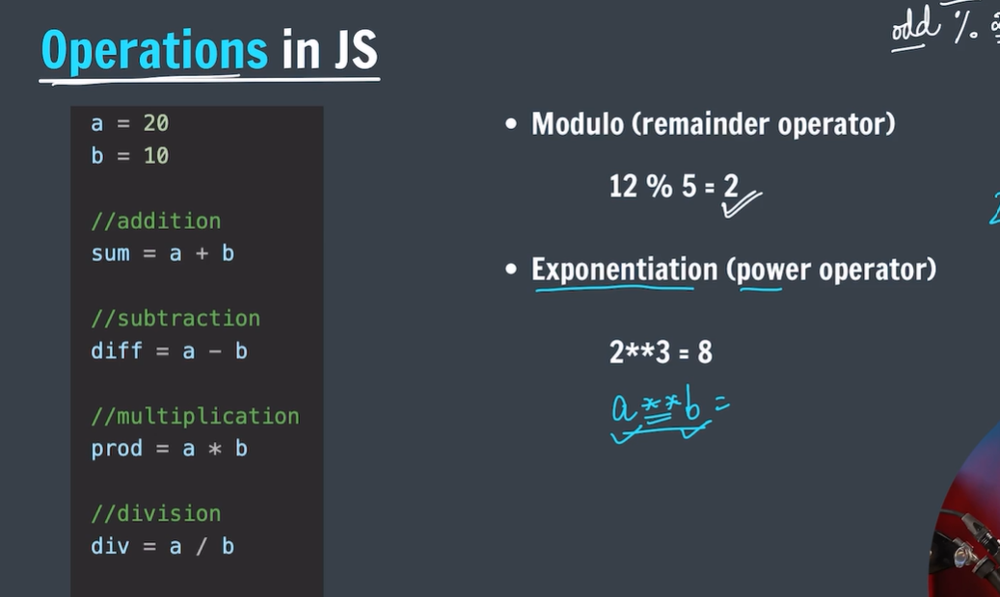 Operations in JS
odd %
a = 20
b = 10
//addition
sum = a + b
//subtraction
diff = a - b
//multiplication
prod = a * b
//division
div = a / b
• Modulo (remainder operator)
12 % 5 = 2
• Exponentiation (power operator)
2**3 = 8
a**b =